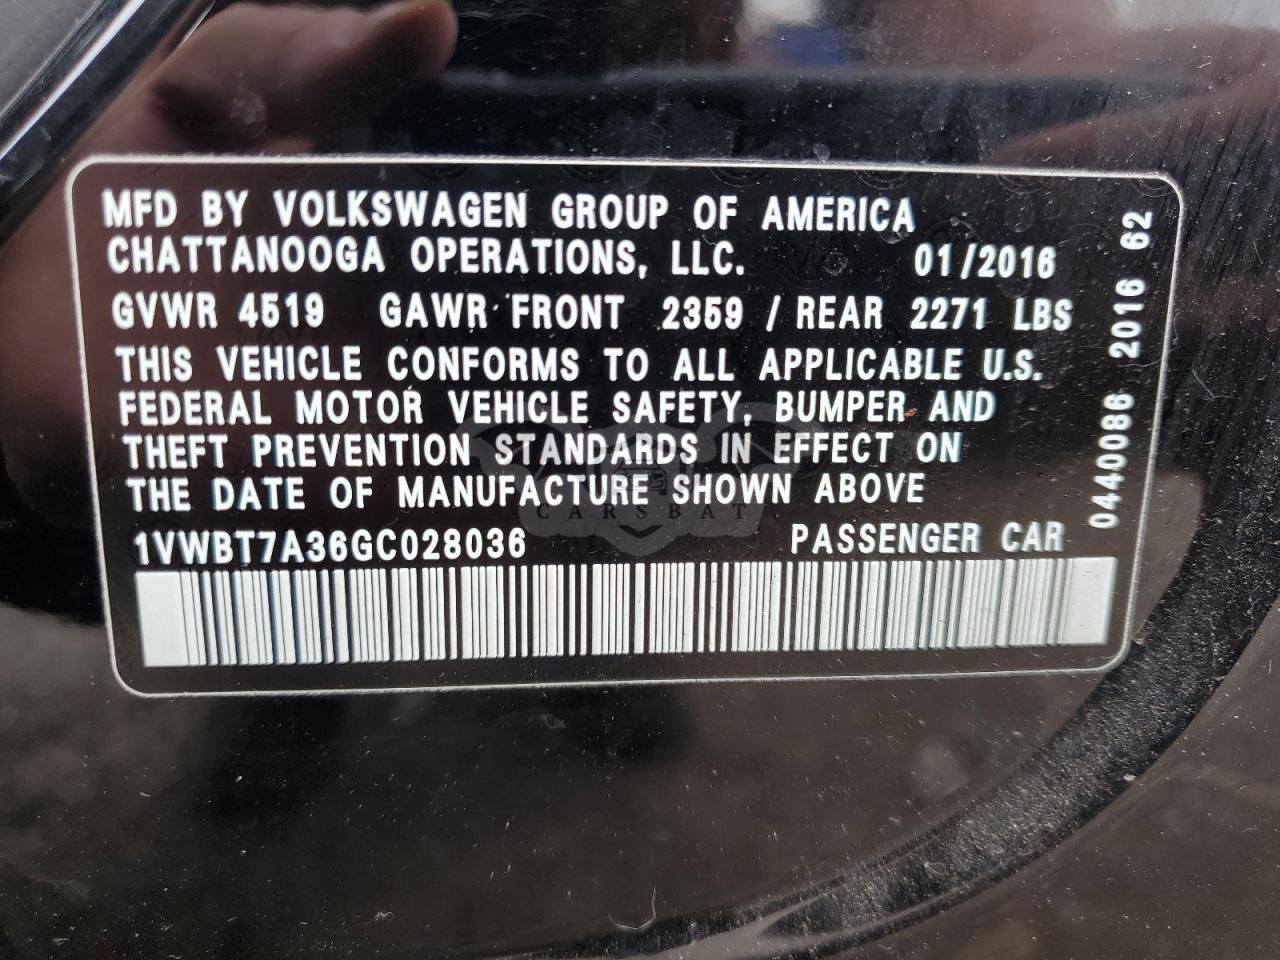 MFD BY VOLKSWAGEN GROUP OF AMERICA
CHATTANOOGA OPERATIONS, LLC. 01/2016
GVWR 4519 GAWR FRONT 2359 / REAR 2271 LBS
THIS VEHICLE CONFORMS TO ALL APPLICABLE U.S.
FEDERAL MOTOR VEHICLE SAFETY, BUMPER AND
THEFT PREVENTION STANDARDS IN EFFECT ON
THE DATE OF MANUFACTURE SHOWN ABOVE
1VWBT7A36GC028036 PASSENGER CAR
0440086 2016 62
CARSBAT